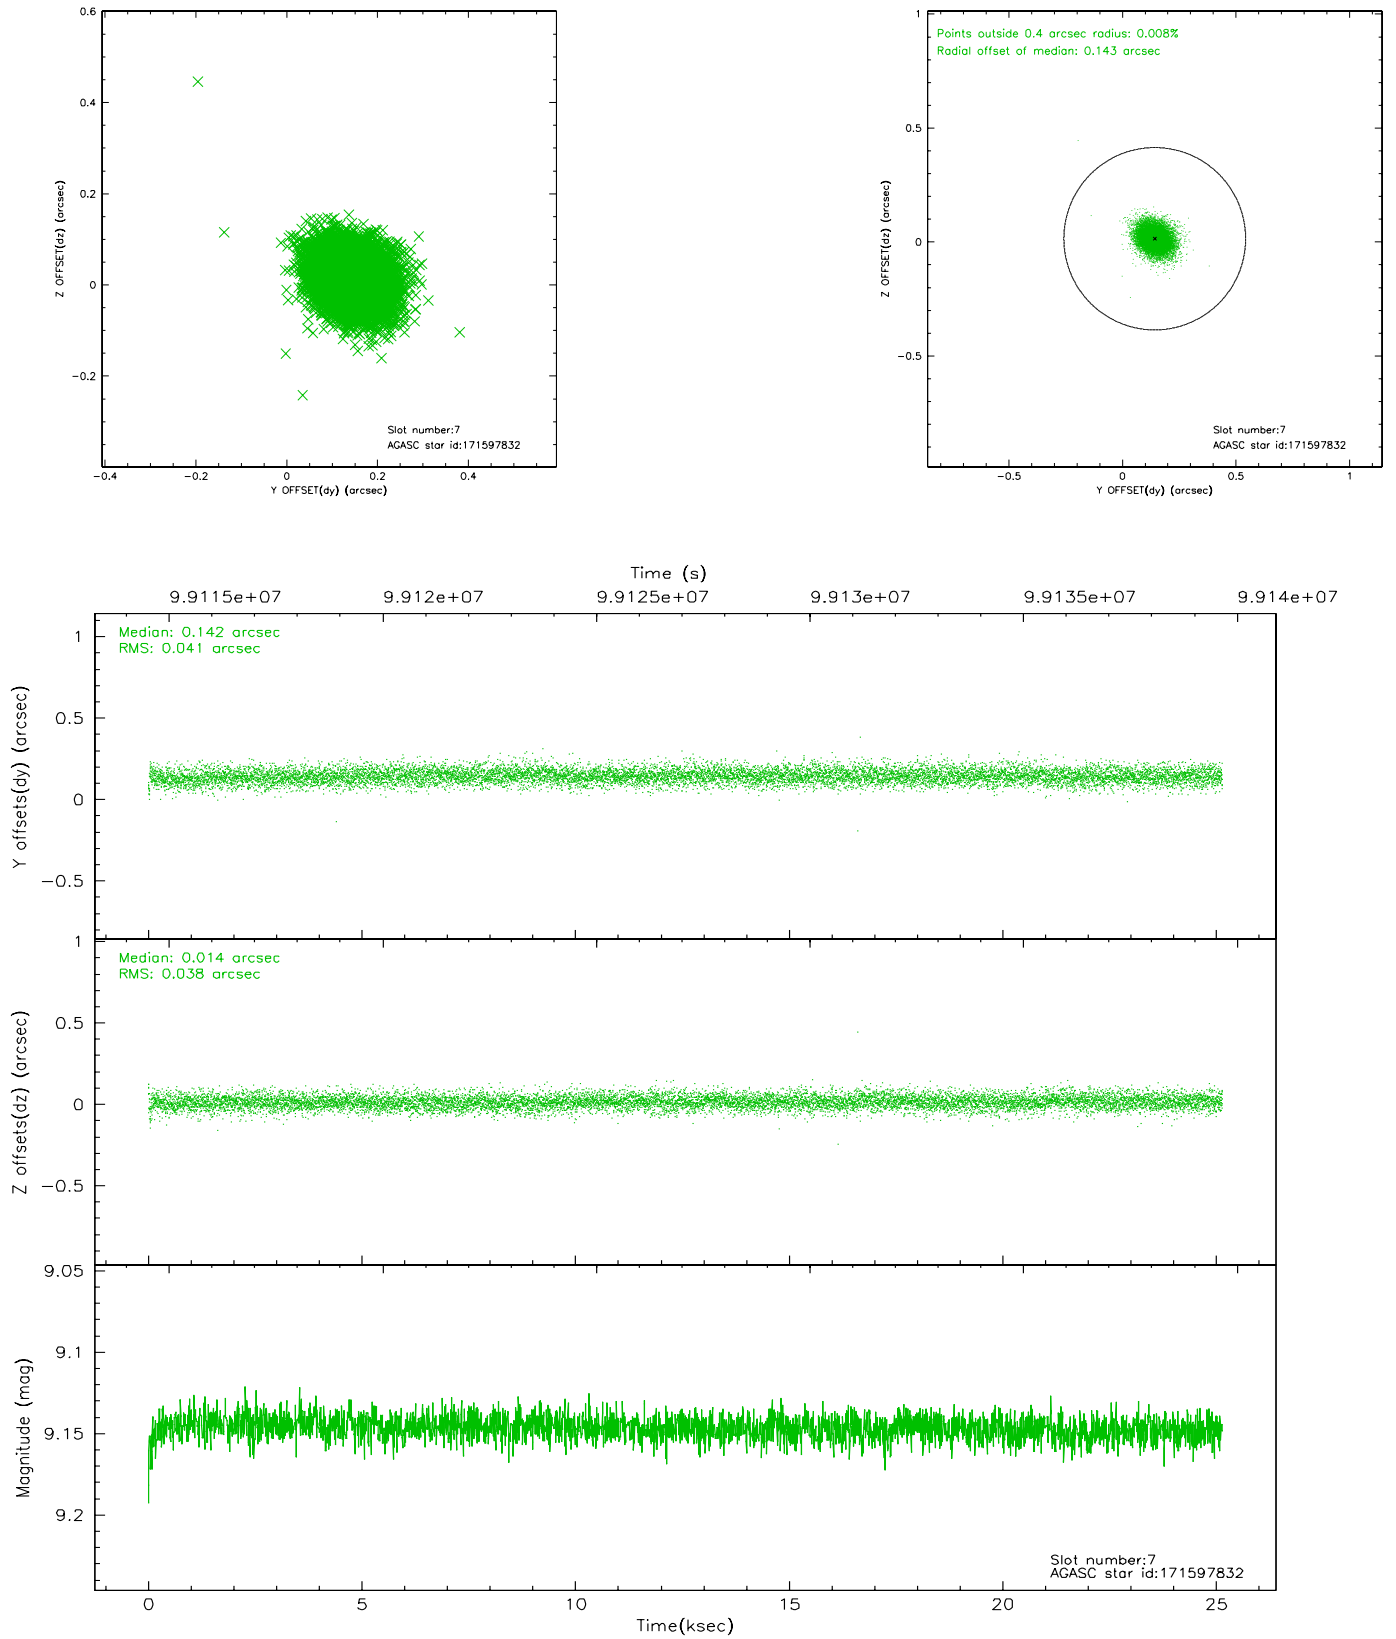 0.6
0.4
0.2
0
−0.2
−0.4 −0.2 0 0.2 0.4
Z OFFSET(dz) (arcsec)
Y OFFSET(dy) (arcsec)
Slot number:7
AGASC star id:171597832
Points outside 0.4 arcsec radius: 0.008%
Radial offset of median: 0.143 arcsec
1
0.5
0
−0.5
−0.5 0 0.5 1
Z OFFSET(dz) (arcsec)
Y OFFSET(dy) (arcsec)
Slot number:7
AGASC star id:171597832
Time (s)
9.9115e+07 9.912e+07 9.9125e+07 9.913e+07 9.9135e+07 9.914e+07
Median: 0.142 arcsec
RMS: 0.041 arcsec
1
0.5
0
−0.5
Y offsets(dy) (arcsec)
Median: 0.014 arcsec
RMS: 0.038 arcsec
1
0.5
0
−0.5
Z offsets(dz) (arcsec)
9.05
9.1
9.15
9.2
Magnitude (mag)
Slot number:7
AGASC star id:171597832
0 5 10 15 20 25
Time(ksec)